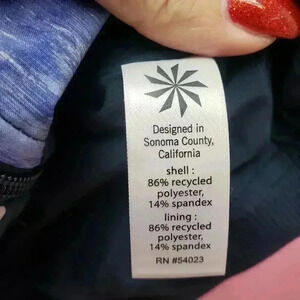 Designed in
Sonoma County,
California
shell :
86% recycled
polyester,
14% spandex
lining :
86% recycled
polyester,
14% spandex
RN #54023